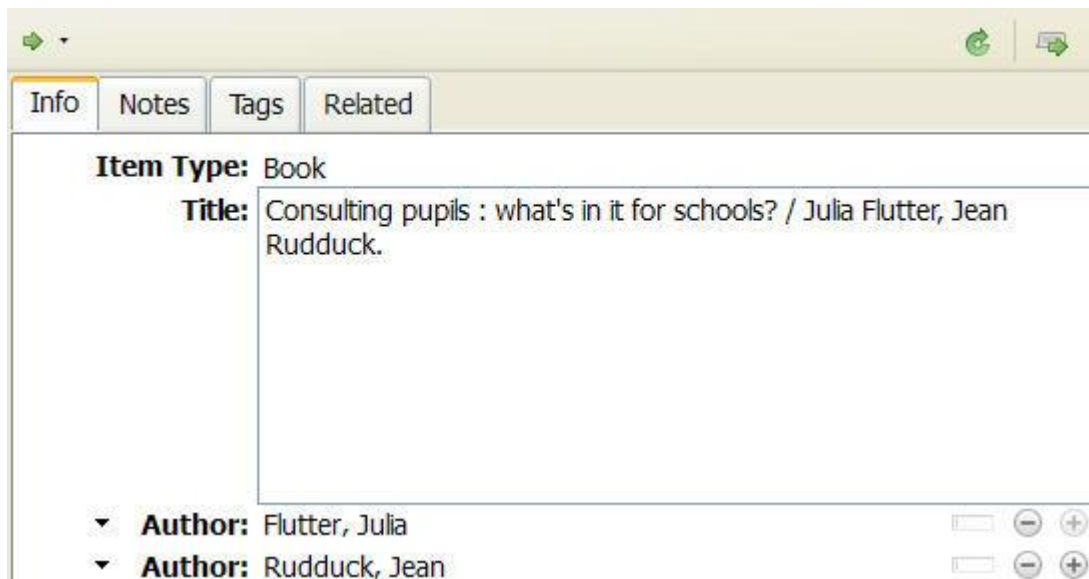 Info Notes Tags Related
Item Type: Book
Title: Consulting pupils : what's in it for schools? / Julia Flutter, Jean
Rudduck.
Author: Flutter, Julia
Author: Rudduck, Jean